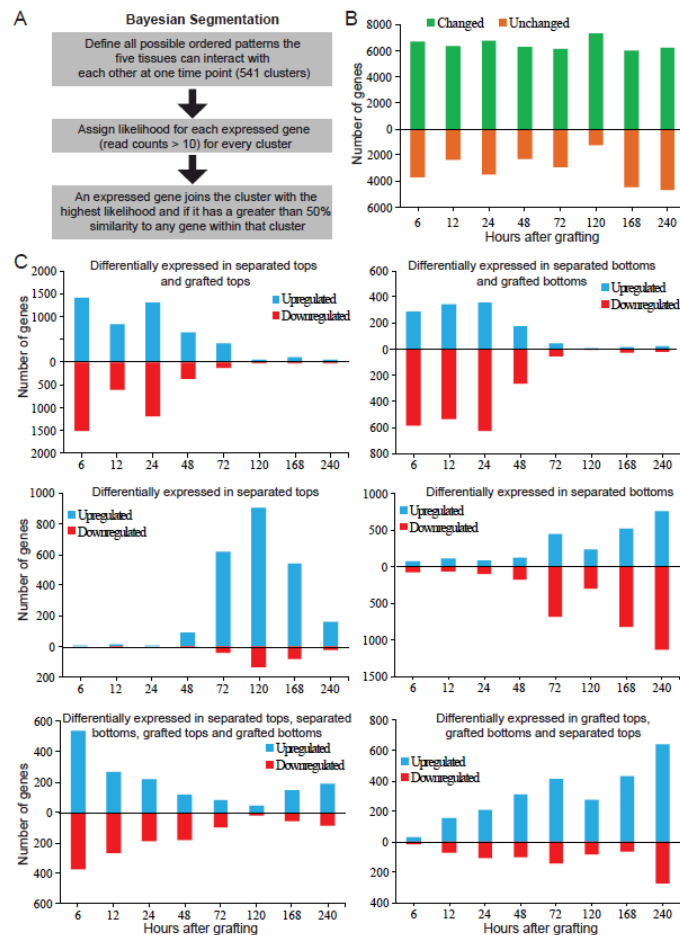 A
Bayesian Segmentation
Define all possible ordered patterns the
five tissues can interact with
each other at one time point (541 clusters)
Assign likelihood for each expressed gene
(read counts > 10) for every cluster
An expressed gene joins the cluster with the
highest likelihood and if it has a greater than 50%
similarity to any gene within that cluster
B
Changed Unchanged
Number of genes
8000
6000
4000
2000
0
2000
4000
6000
6 12 24 48 72 120 168 240
Hours after grafting
C
Differentially expressed in separated tops
and grafted tops
Upregulated
Downregulated
Number of genes
2000
1500
1000
500
0
500
1000
1500
2000
6 12 24 48 72 120 168 240
Differentially expressed in separated bottoms
and grafted bottoms
Upregulated
Downregulated
600
400
200
0
200
400
600
800
6 12 24 48 72 120 168 240
Differentially expressed in separated tops
Upregulated
Downregulated
Number of genes
1000
800
600
400
200
0
200
6 12 24 48 72 120 168 240
Differentially expressed in separated bottoms
Upregulated
Downregulated
1000
500
0
500
1000
1500
6 12 24 48 72 120 168 240
Differentially expressed in separated tops, separated
bottoms, grafted tops and grafted bottoms
Upregulated
Downregulated
Number of genes
600
400
200
0
200
400
600
6 12 24 48 72 120 168 240
Hours after grafting
Differentially expressed in grafted tops,
grafted bottoms and separated tops
Upregulated
Downregulated
800
600
400
200
0
200
400
6 12 24 48 72 120 168 240
Hours after grafting